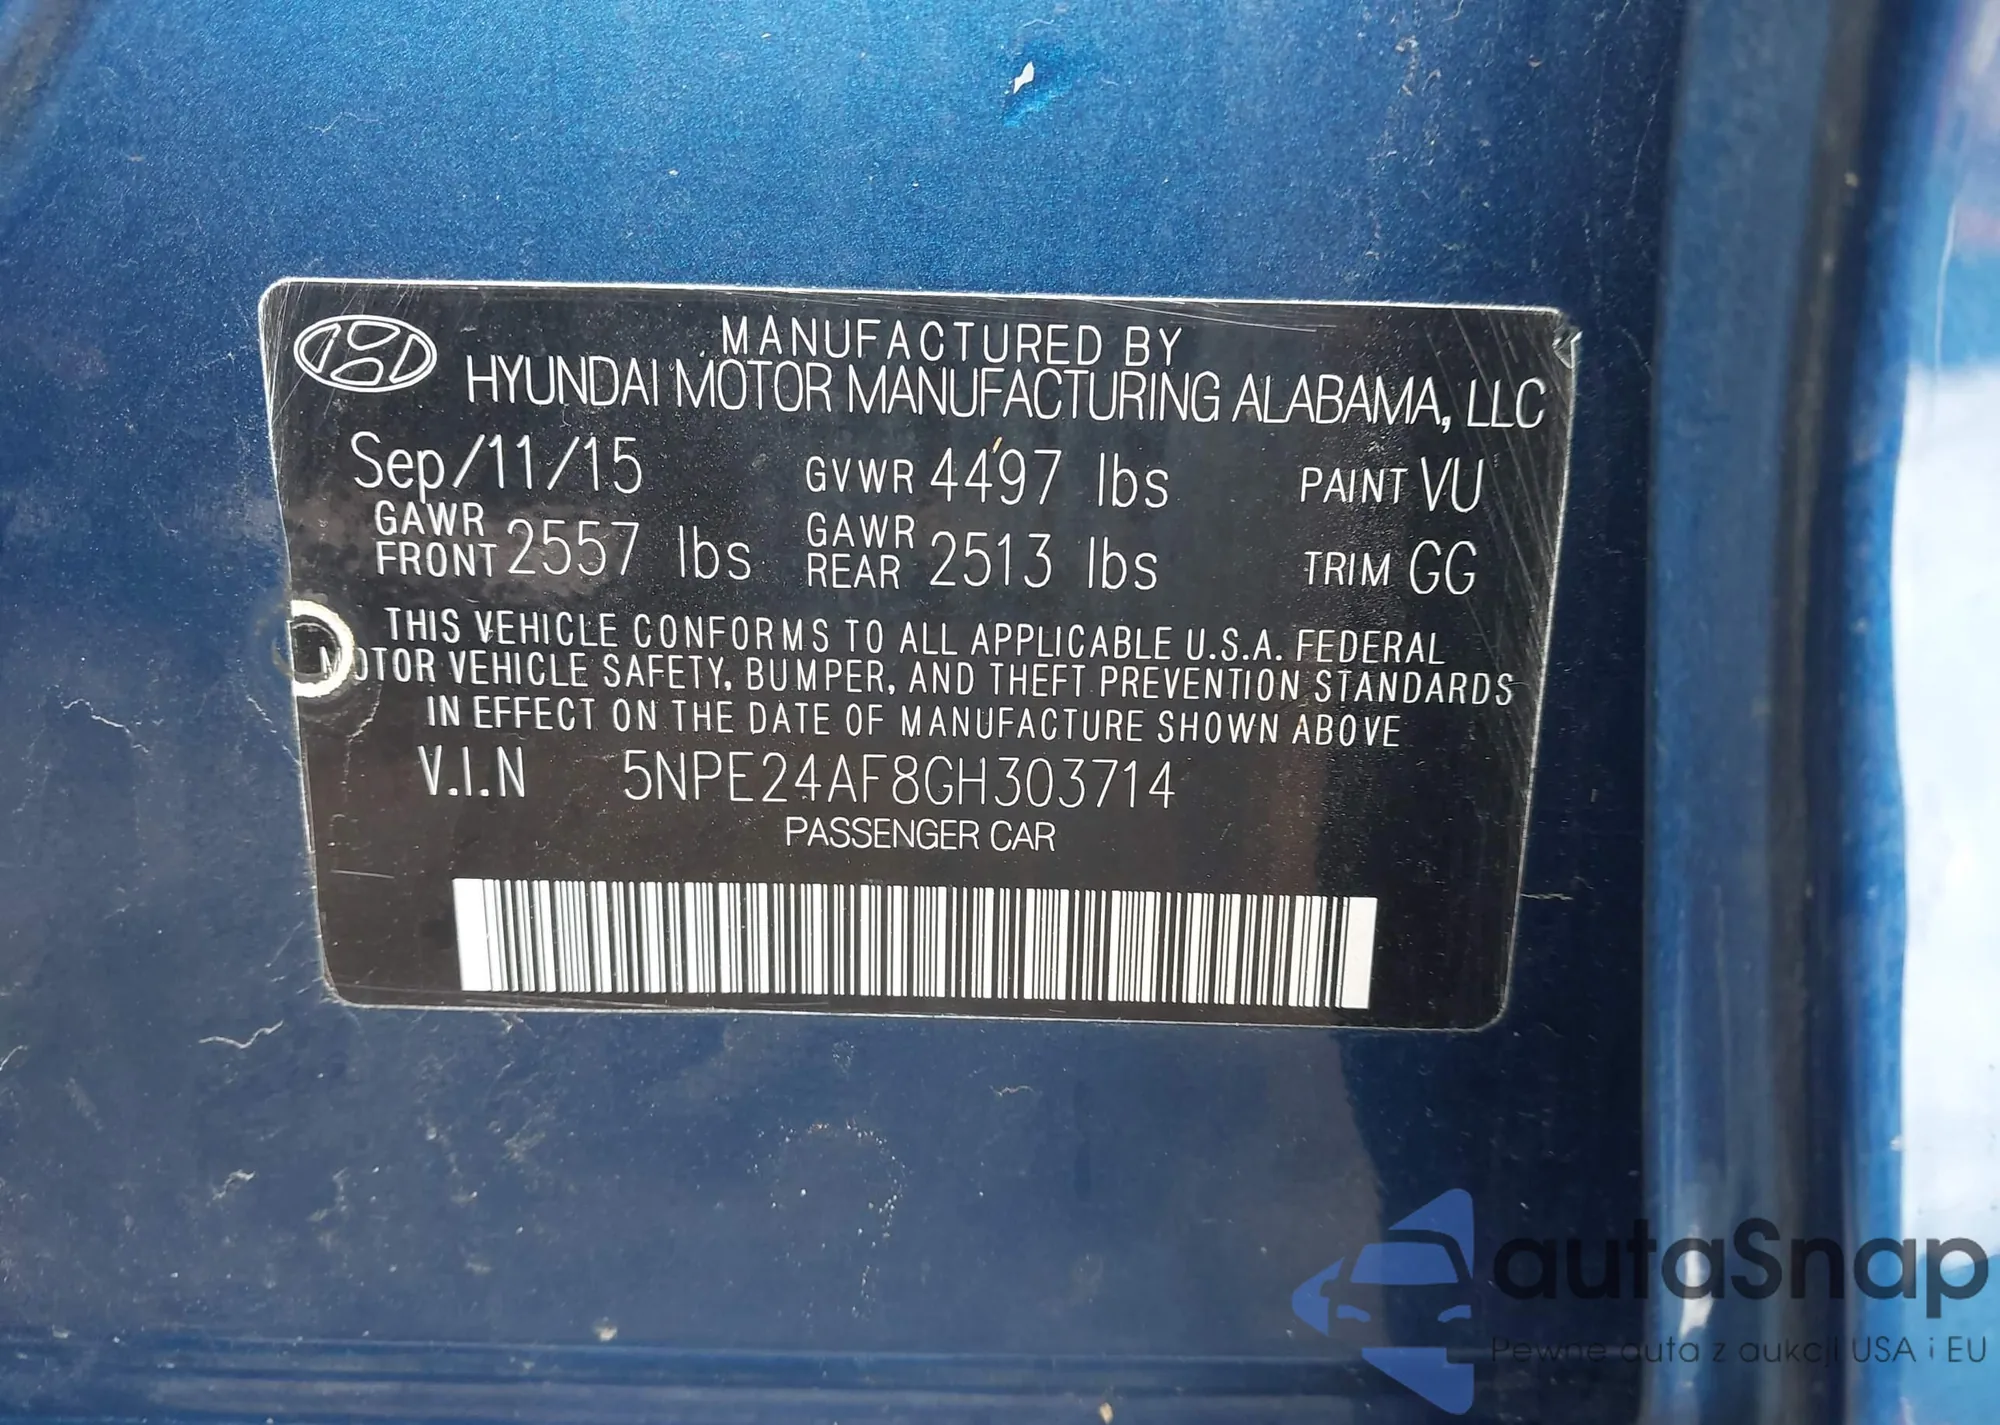 MANUFACTURED BY
HYUNDAI MOTOR MANUFACTURING ALABAMA, LLC
Sep/11/15 GVWR 4497 lbs PAINT VU
GAWR FRONT 2557 lbs GAWR REAR 2513 lbs TRIM GG
THIS VEHICLE CONFORMS TO ALL APPLICABLE U.S.A. FEDERAL
MOTOR VEHICLE SAFETY, BUMPER, AND THEFT PREVENTION STANDARDS
IN EFFECT ON THE DATE OF MANUFACTURE SHOWN ABOVE
V.I.N 5NPE24AF8GH303714
PASSENGER CAR
autaSnap
Pewne auta z aukcji USA i EU